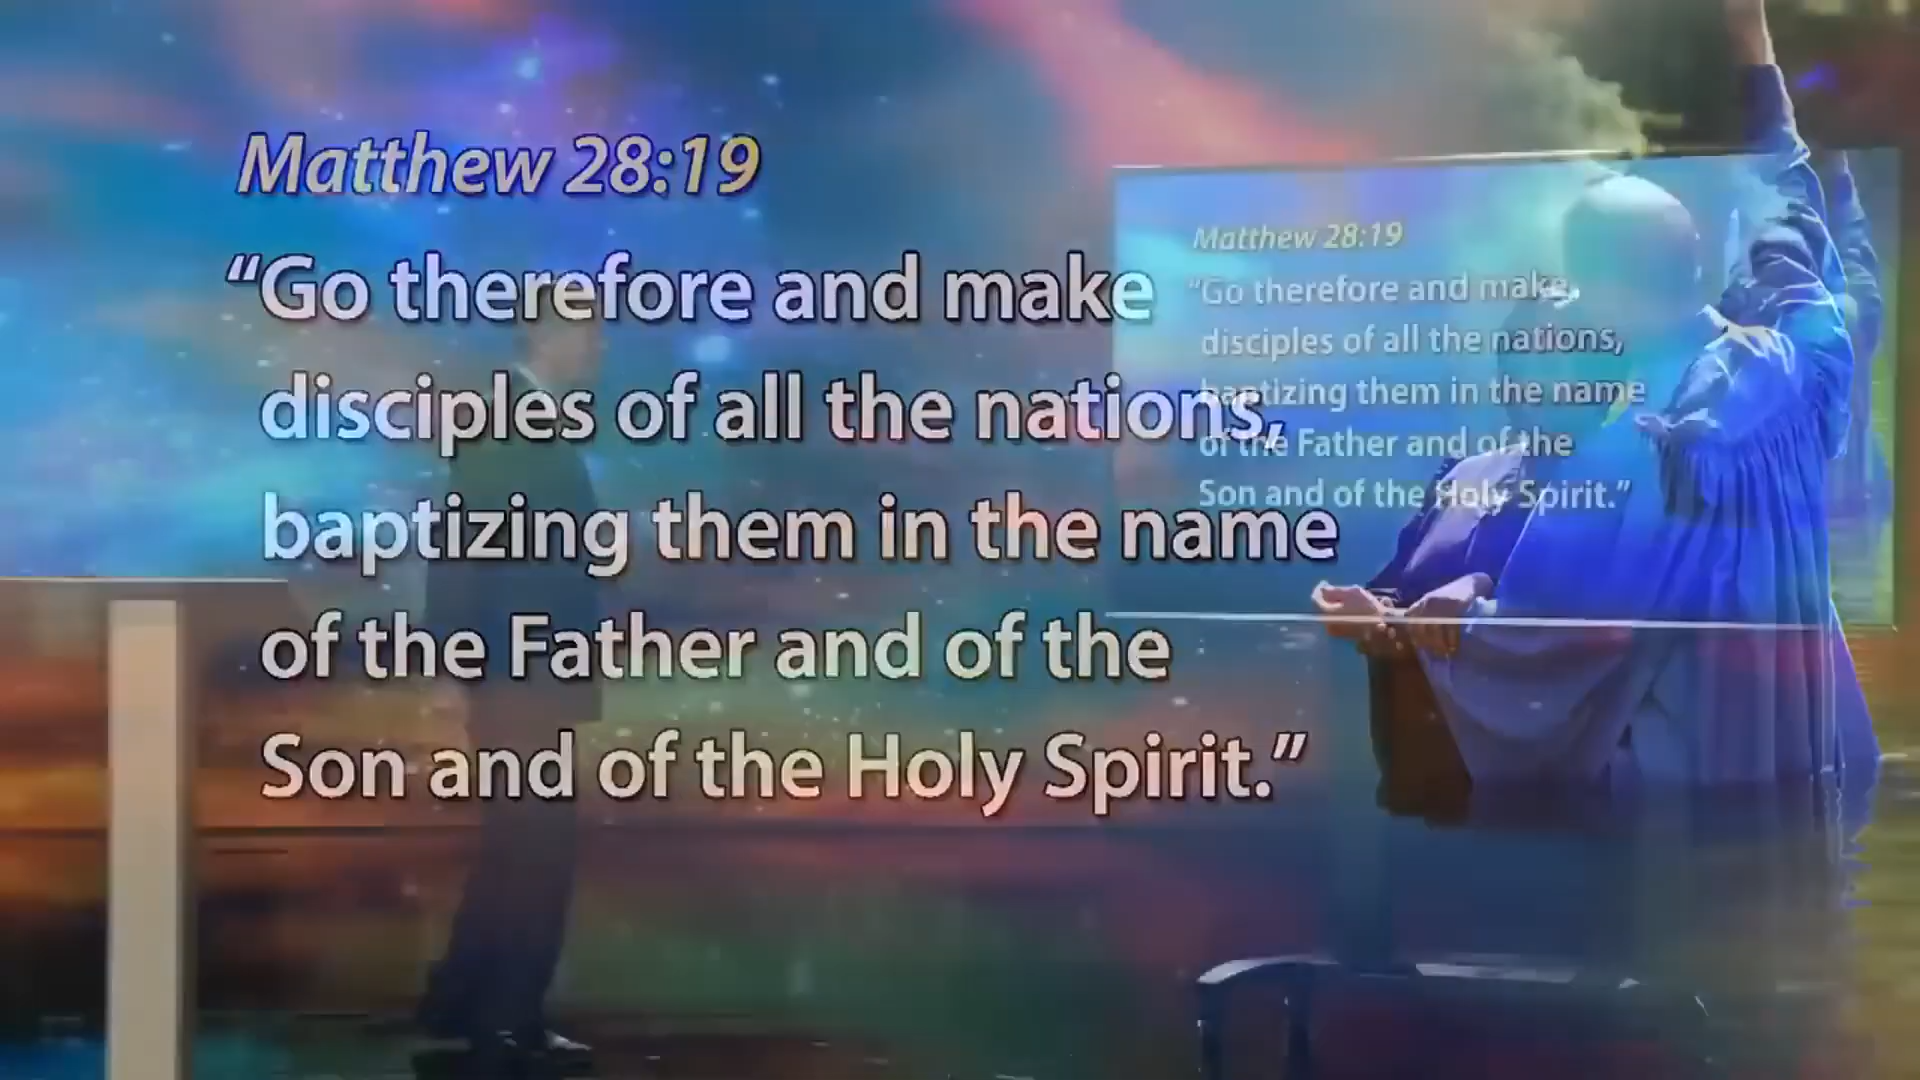 Matthew 28:19
“Go therefore and make
disciples of all the nations,
baptizing them in the name
of the Father and of the
Son and of the Holy Spirit.”
Matthew 28:19
“Go therefore and make
disciples of all the nations,
baptizing them in the name
of the Father and of the
Son and of the Holy Spirit.”